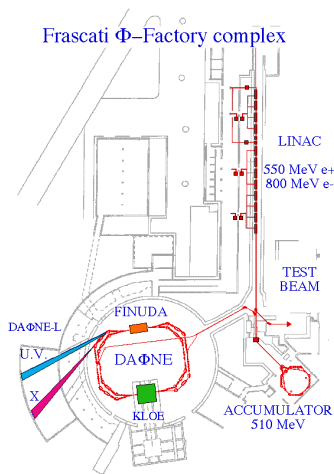 Frascati Φ-Factory complex
LINAC
550 MeV e+
800 MeV e-
TEST
BEAM
FINUDA
DAΦNE-L
U.V.
DAΦNE
X
KLOE
ACCUMULATOR
510 MeV